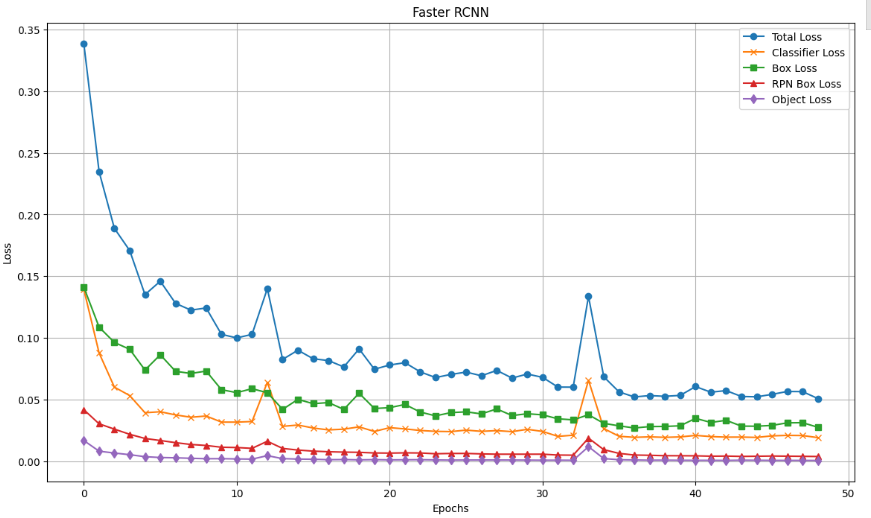 Faster RCNN
Total Loss
Classifier Loss
Box Loss
RPN Box Loss
Object Loss
0.35
0.30
0.25
0.20
0.15
0.10
0.05
0.00
Loss
0 10 20 30 40 50
Epochs